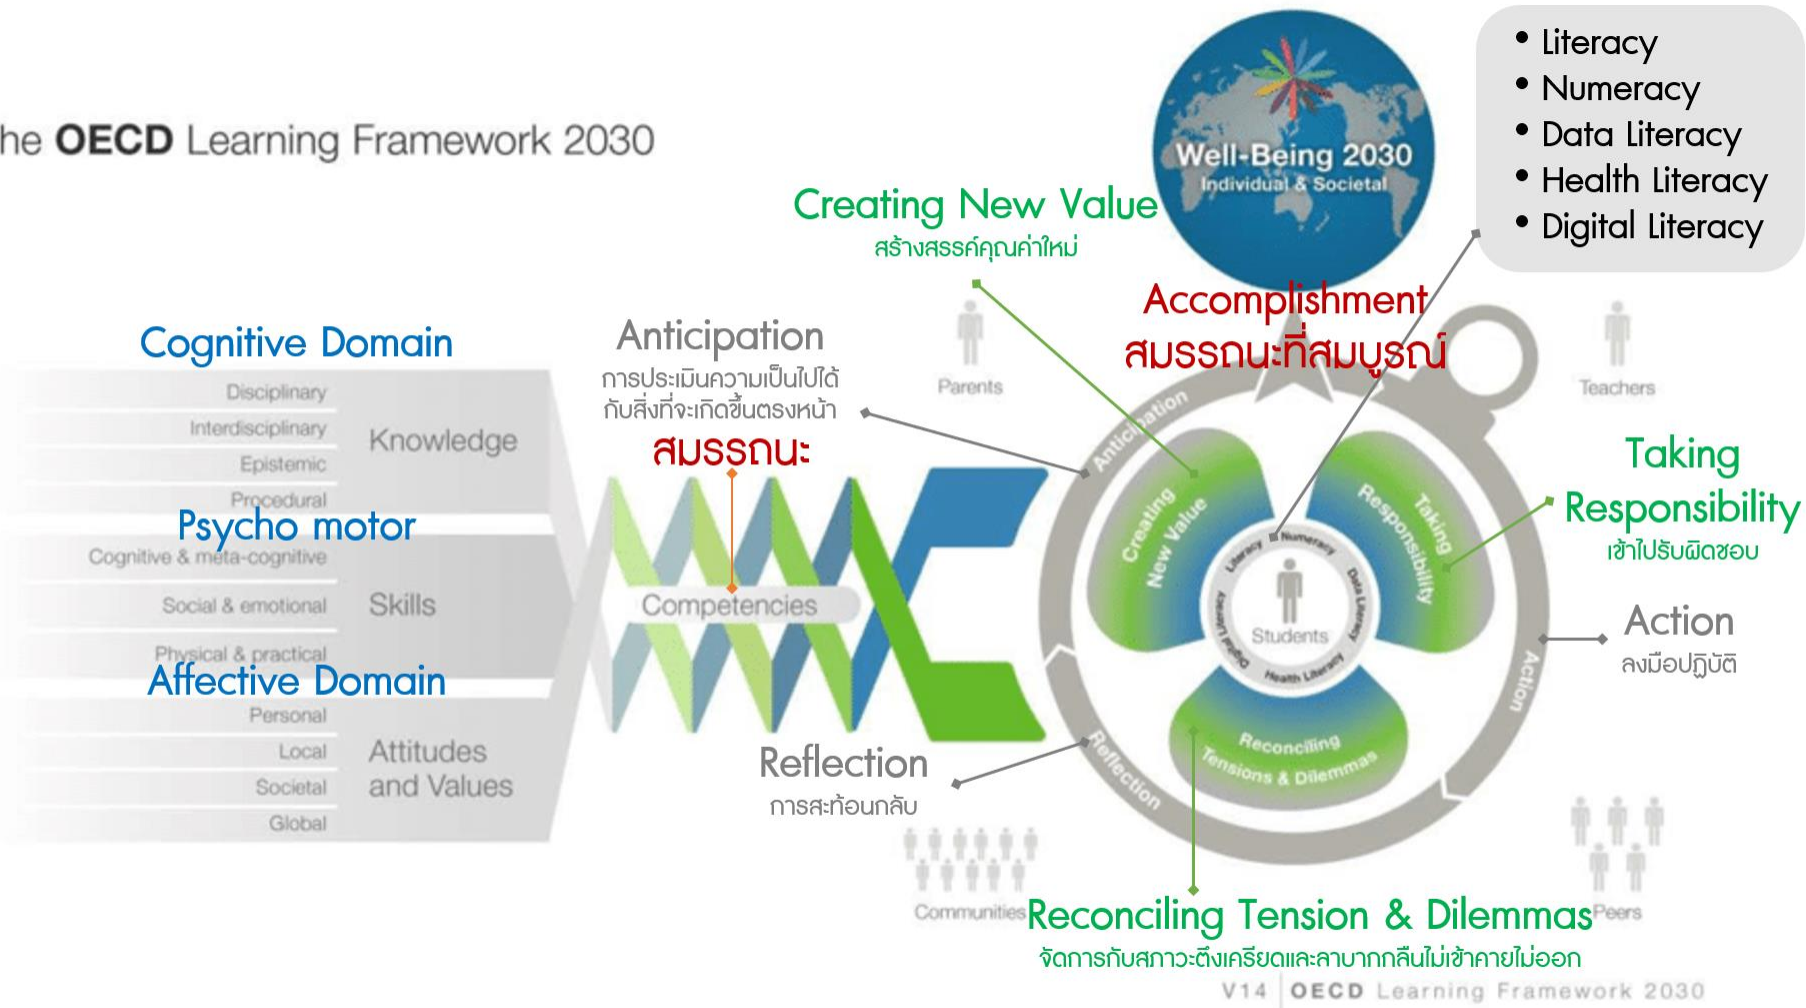 he OECD Learning Framework 2030
Well-Being 2030
Individual & Societal
• Literacy
• Numeracy
• Data Literacy
• Health Literacy
• Digital Literacy
Creating New Value
สร้างสรรค์คุณค่าใหม่
Accomplishment
สมรรถนะที่สมบูรณ์
Parents
Teachers
Cognitive Domain
Disciplinary
Interdisciplinary
Epistemic
Procedural
Knowledge
Psycho motor
Cognitive & meta-cognitive
Social & emotional
Physical & practical
Skills
Affective Domain
Personal
Local
Societal
Global
Attitudes
and Values
Anticipation
การประเมินความเป็นไปได้
กับสิ่งที่จะเกิดขึ้นตรงหน้า
สมรรถนะ
Competencies
Reflection
การสะท้อนกลับ
Anticipation
Action
Reflection
Creating
New Value
Taking
Responsibility
Reconciling
Tensions & Dilemmas
Literacy
Numeracy
Data Literacy
Health Literacy
Digital Literacy
Students
Taking
Responsibility
เข้าไปรับผิดชอบ
Action
ลงมือปฏิบัติ
Communities
Peers
Reconciling Tension & Dilemmas
จัดการกับสภาวะตึงเครียดและลาบากกลืนไม่เข้าคายไม่ออก
V14 | OECD Learning Framework 2030